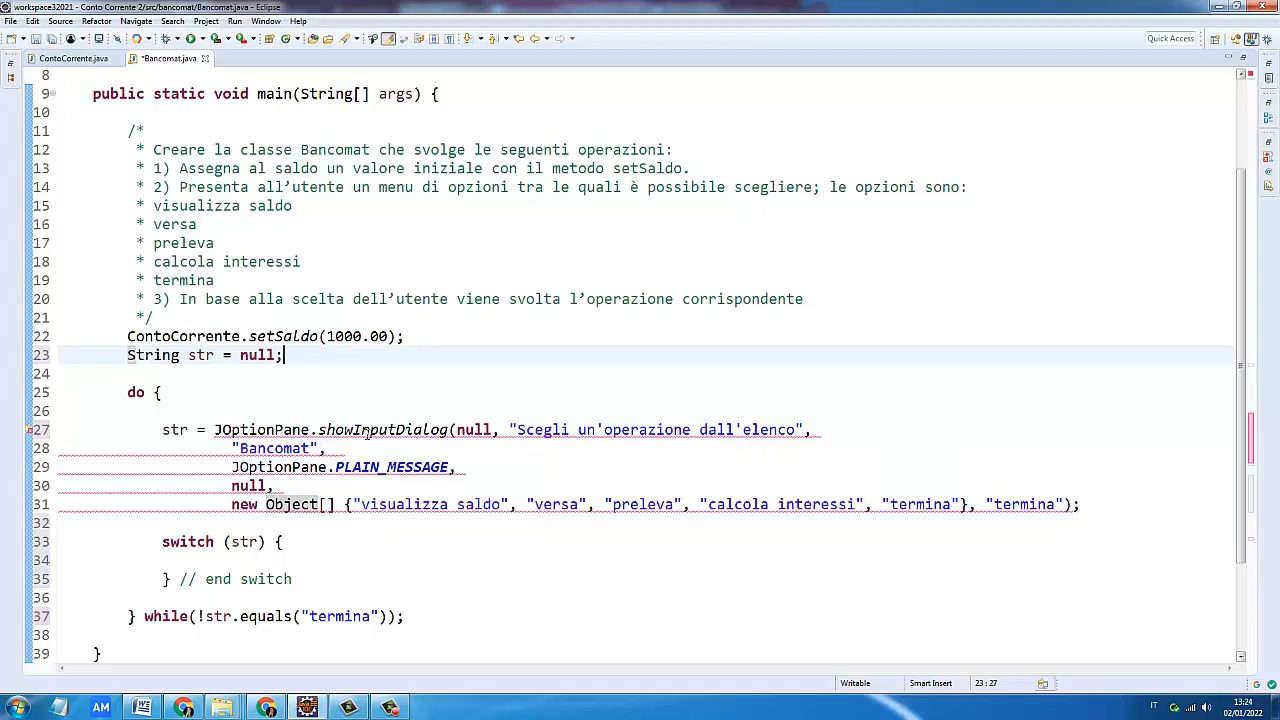 workspace32021 - Conto Corrente 2/src/bancomat/Bancomat.java - Eclipse
File Edit Source Refactor Navigate Search Project Run Window Help
Quick Access
ContoCorrente.java *Bancomat.java
8
9 public static void main(String[] args) {
10
11 /*
12 * Creare la classe Bancomat che svolge le seguenti operazioni:
13 * 1) Assegna al saldo un valore iniziale con il metodo setSaldo.
14 * 2) Presenta all’utente un menu di opzioni tra le quali è possibile scegliere; le opzioni sono:
15 * visualizza saldo
16 * versa
17 * preleva
18 * calcola interessi
19 * termina
20 * 3) In base alla scelta dell’utente viene svolta l’operazione corrispondente
21 */
22 ContoCorrente.setSaldo(1000.00);
23 String str = null;
24
25 do {
26
27 str = JOptionPane.showInputDialog(null, "Scegli un'operazione dall'elenco",
28 "Bancomat",
29 JOptionPane.PLAIN_MESSAGE,
30 null,
31 new Object[] {"visualizza saldo", "versa", "preleva", "calcola interessi", "termina"}, "termina");
32
33 switch (str) {
34
35 } // end switch
36
37 } while(!str.equals("termina"));
38
39 }
Writable Smart Insert 23 : 27
AM IT 13:24
02/01/2022